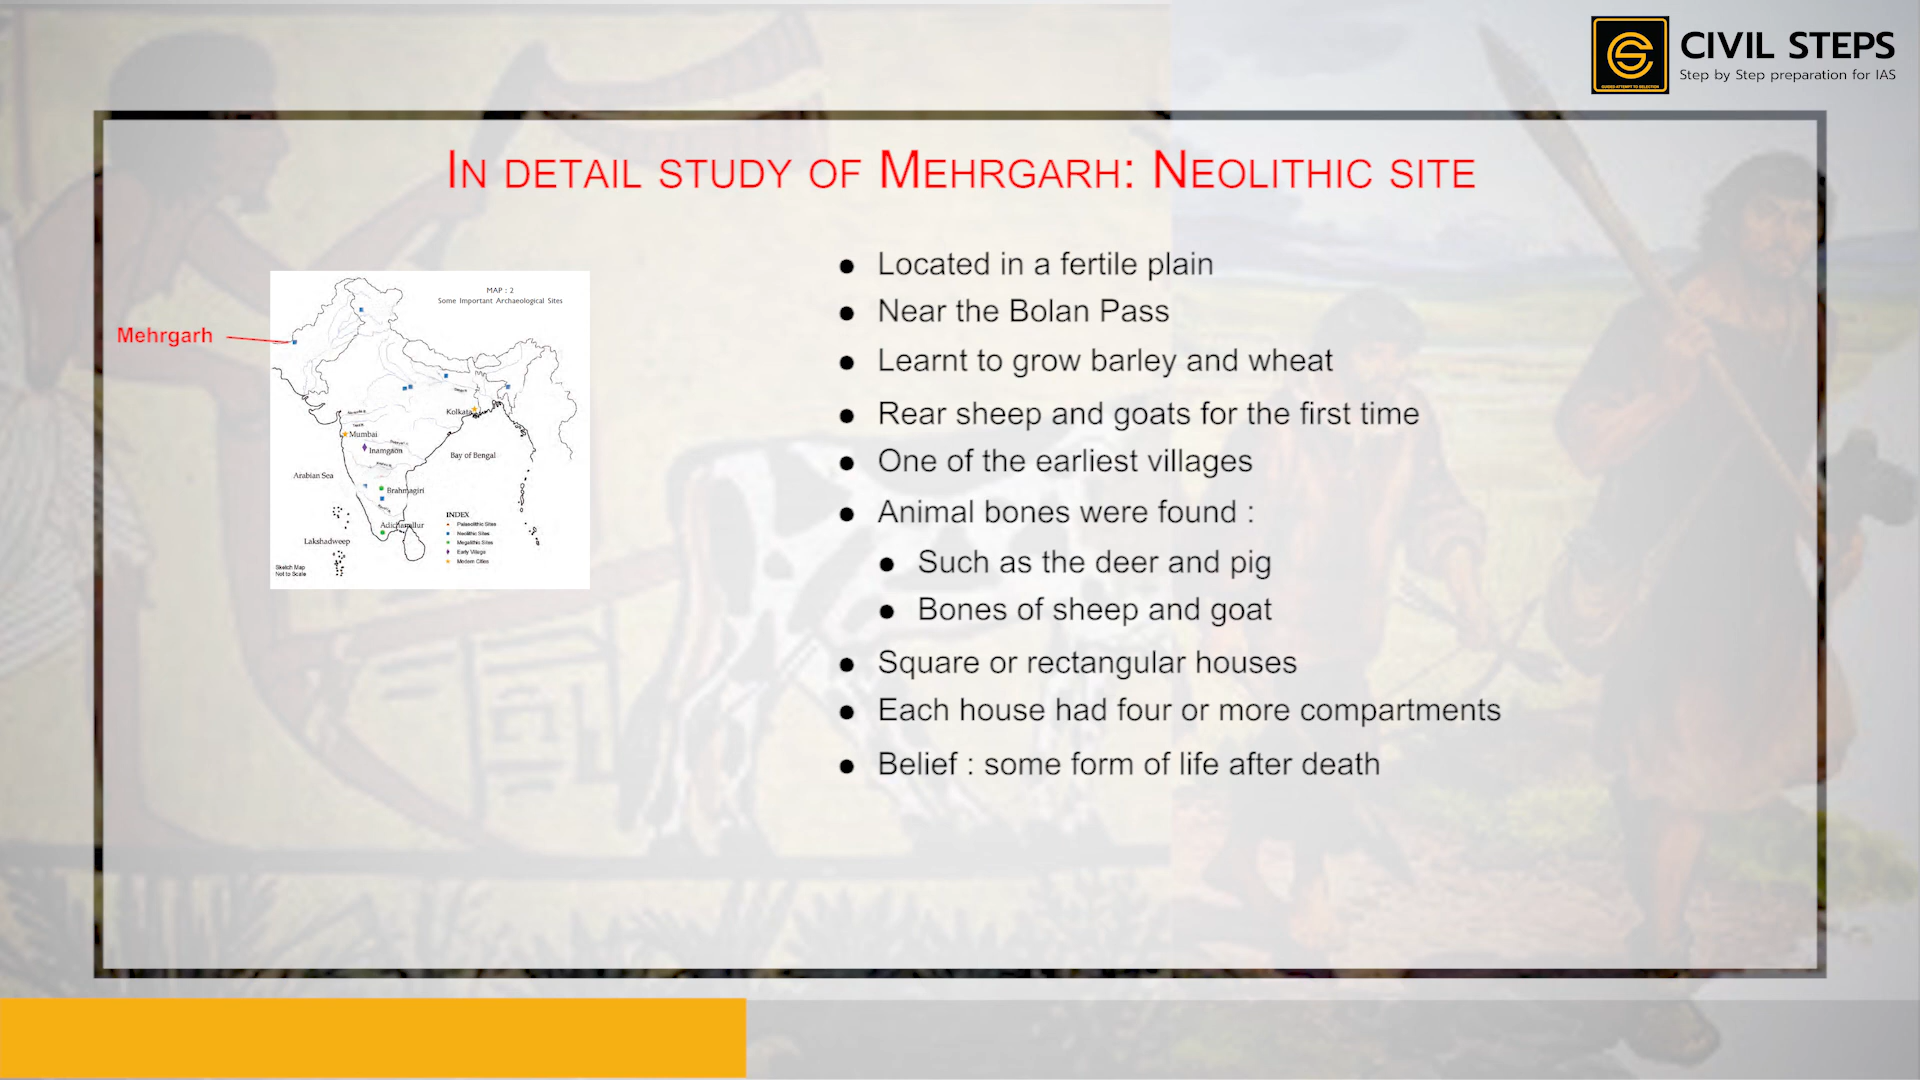 CIVIL STEPS
Step by Step preparation for IAS
IN DETAIL STUDY OF MEHRGARH: NEOLITHIC SITE
Mehrgarh
MAP : 2
Some Important Archaeological Sites
Kolkata
Mumbai
Inamgaon
Bay of Bengal
Arabian Sea
Brahmagiri
Adichanallur
Lakshadweep
INDEX
Palaeolithic Sites
Neolithic Sites
Megalithic Sites
Early Village
Modern Cities
Sketch Map
Not to Scale
● Located in a fertile plain
● Near the Bolan Pass
● Learnt to grow barley and wheat
● Rear sheep and goats for the first time
● One of the earliest villages
● Animal bones were found :
● Such as the deer and pig
● Bones of sheep and goat
● Square or rectangular houses
● Each house had four or more compartments
● Belief : some form of life after death